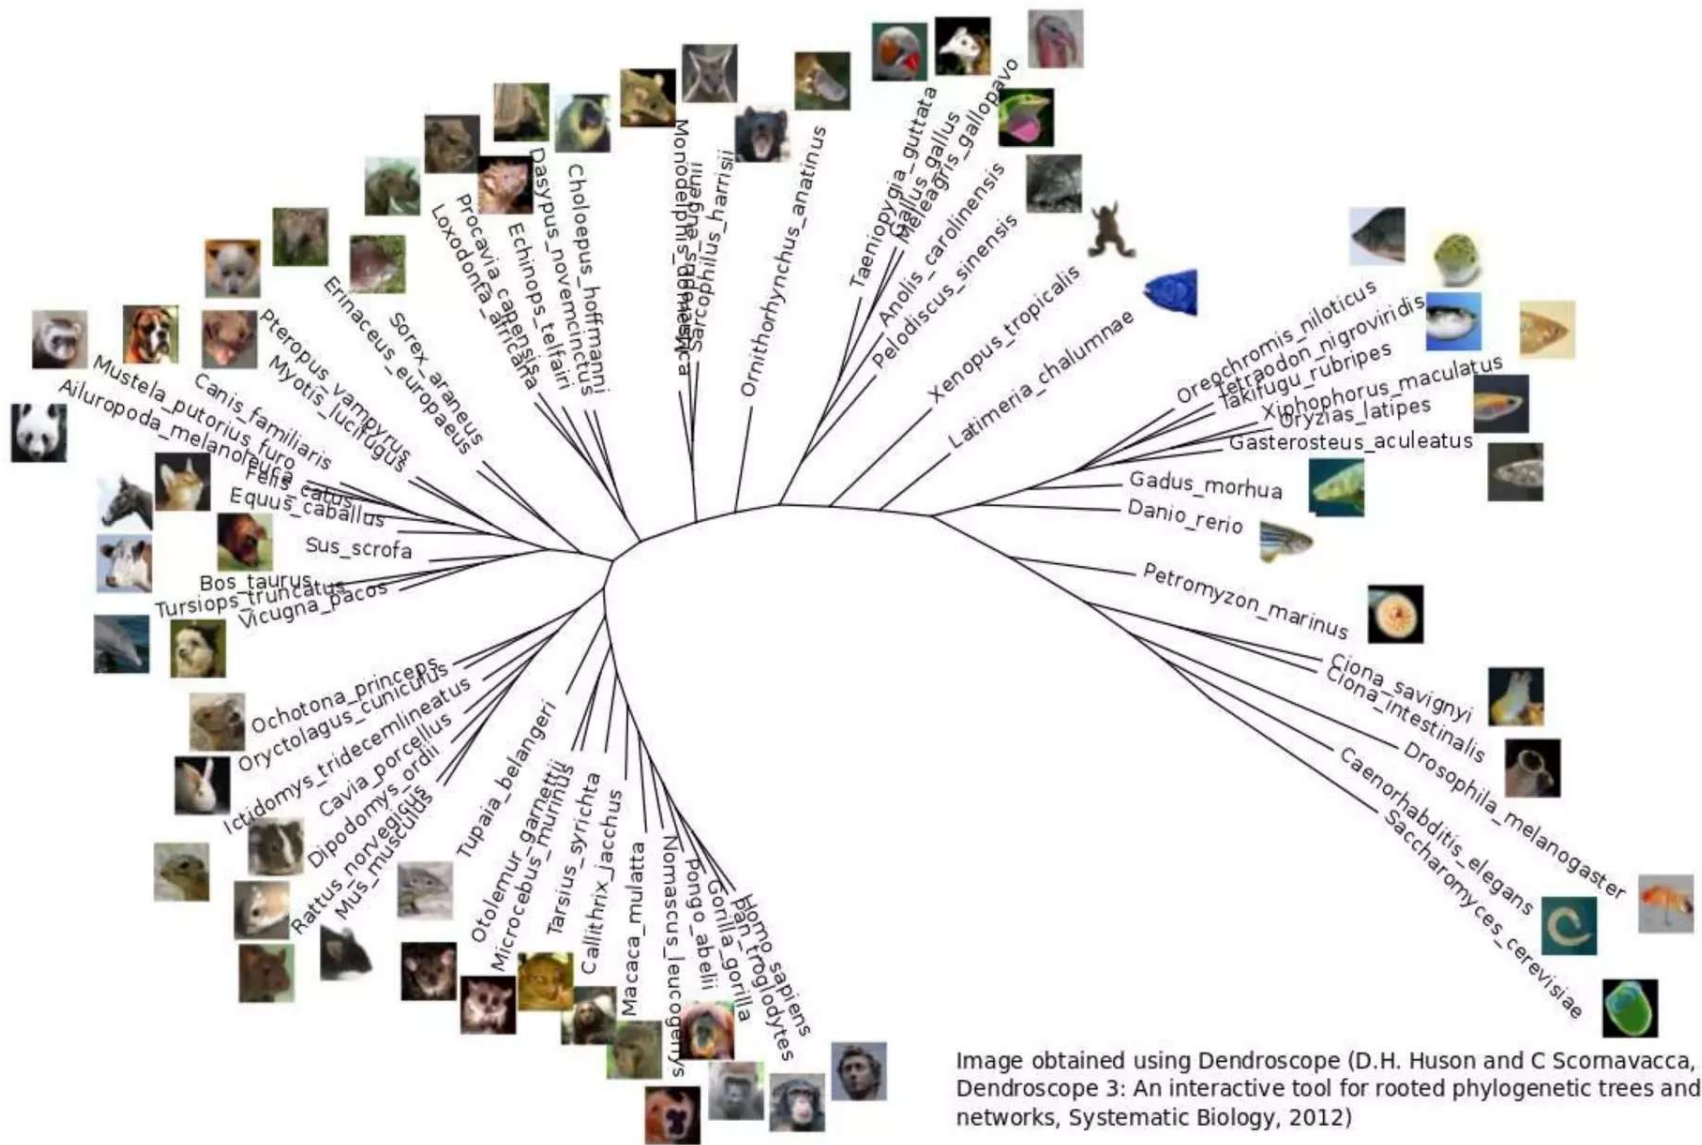 Taeniopygia_guttata
Gallus_gallus
Meleagris_gallopavo
Anolis_carolinensis
Pelodiscus_sinensis
Xenopus_tropicalis
Latimeria_chalumnae
Oreochromis_niloticus
Tetraodon_nigroviridis
Takifugu_rubripes
Xiphophorus_maculatus
Oryzias_latipes
Gasterosteus_aculeatus
Gadus_morhua
Danio_rerio
Petromyzon_marinus
Ciona_savignyi
Ciona_intestinalis
Drosophila_melanogaster
Caenorhabditis_elegans
Saccharomyces_cerevisiae
Homo_sapiens
Pan_troglodytes
Gorilla_gorilla
Pongo_abelii
Nomascus_leucogenys
Macaca_mulatta
Callithrix_jacchus
Tarsius_syrichta
Microcebus_murinus
Otolemur_garnettii
Tupaia_belangeri
Mus_musculus
Rattus_norvegicus
Dipodomys_ordii
Cavia_porcellus
Ictidomys_tridecemlineatus
Oryctolagus_cuniculus
Ochotona_princeps
Vicugna_pacos
Tursiops_truncatus
Bos_taurus
Sus_scrofa
Equus_caballus
Felis_catus
Ailuropoda_melanoleuca
Mustela_putorius_furo
Canis_familiaris
Myotis_lucifugus
Pteropus_vampyrus
Erinaceus_europaeus
Sorex_araneus
Loxodonta_africana
Procavia_capensis
Echinops_telfairi
Dasypus_novemcinctus
Choloepus_hoffmanni
Monodelphis_domestica
Sarcophilus_harrisii
Ornithorhynchus_anatinus
Image obtained using Dendroscope (D.H. Huson and C Scornavacca,
Dendroscope 3: An interactive tool for rooted phylogenetic trees and
networks, Systematic Biology, 2012)